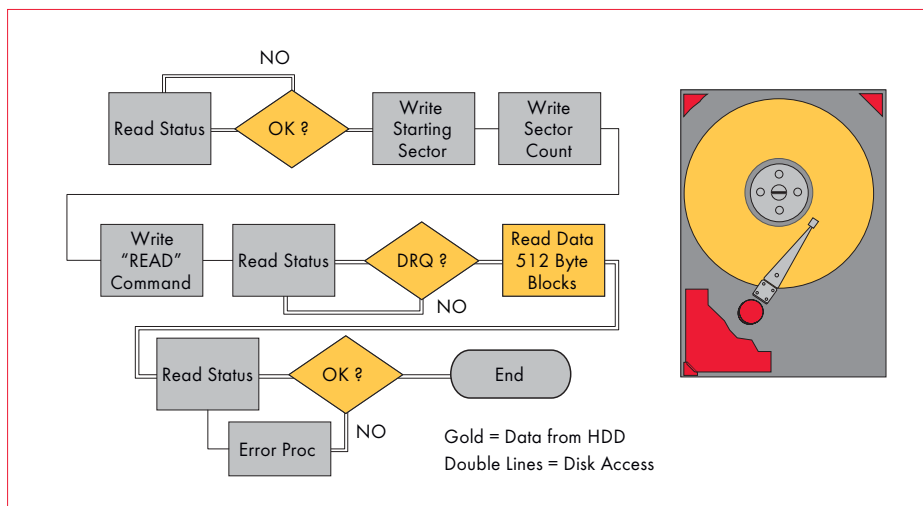 NO
Read Status
OK ?
Write
Starting
Sector
Write
Sector
Count
Write
“READ”
Command
Read Status
DRQ ?
NO
Read Data
512 Byte
Blocks
Read Status
OK ?
NO
End
Error Proc
Gold = Data from HDD
Double Lines = Disk Access